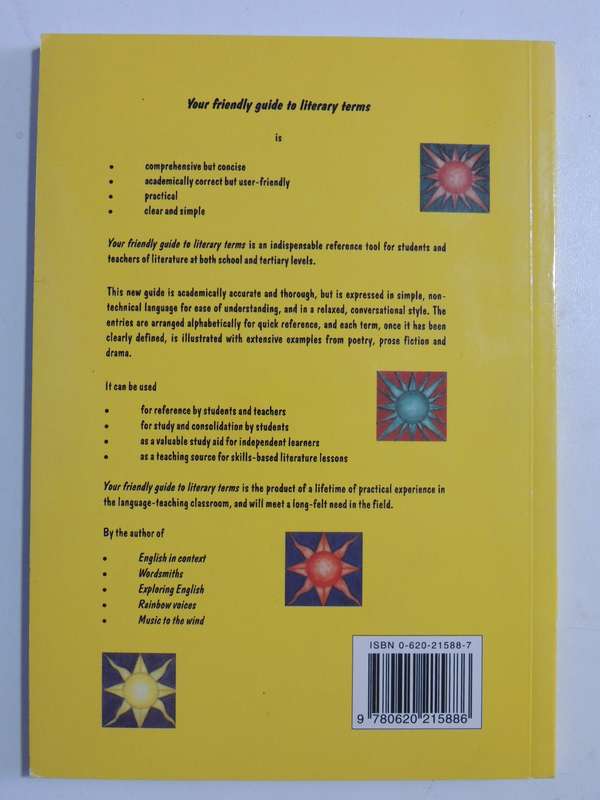 Your friendly guide to literary terms
is
• comprehensive but concise
• academically correct but user-friendly
• practical
• clear and simple
Your friendly guide to literary terms is an indispensable reference tool for students and
teachers of literature at both school and tertiary levels.
This new guide is academically accurate and thorough, but is expressed in simple, non-
technical language for ease of understanding, and in a relaxed, conversational style. The
entries are arranged alphabetically for quick reference, and each term, once it has been
clearly defined, is illustrated with extensive examples from poetry, prose fiction and
drama.
It can be used
• for reference by students and teachers
• for study and consolidation by students
• as a valuable study aid for independent learners
• as a teaching source for skills-based literature lessons
Your friendly guide to literary terms is the product of a lifetime of practical experience in
the language-teaching classroom, and will meet a long-felt need in the field.
By the author of
• English in context
• Wordsmiths
• Exploring English
• Rainbow voices
• Music to the wind
ISBN 0-620-21588-7
9 780620 215886